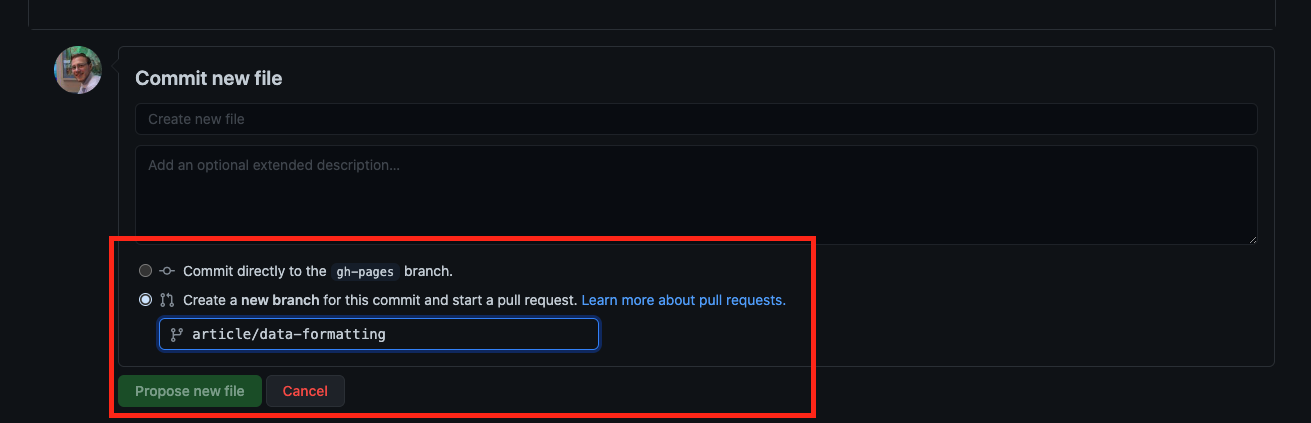 Commit new file
Create new file
Add an optional extended description...
Commit directly to the gh-pages branch.
Create a new branch for this commit and start a pull request. Learn more about pull requests.
article/data-formatting
Propose new file Cancel